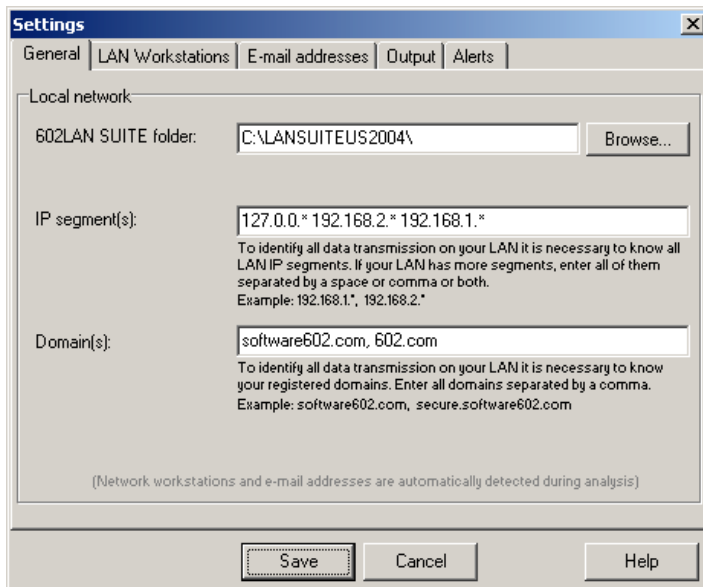 Settings
General LAN Workstations E-mail addresses Output Alerts
Local network
602LAN SUITE folder: C:\LANSUITEUS2004\ Browse...
IP segment(s): 127.0.0.* 192.168.2.* 192.168.1.*
To identify all data transmission on your LAN it is necessary to know all
LAN IP segments. If your LAN has more segments, enter all of them
separated by a space or comma or both.
Example: 192.168.1.*, 192.168.2.*
Domain(s): software602.com, 602.com
To identify all data transmission on your LAN it is necessary to know
your registered domains. Enter all domains separated by a comma.
Example: software602.com, secure.software602.com
(Network workstations and e-mail addresses are automatically detected during analysis)
Save Cancel Help